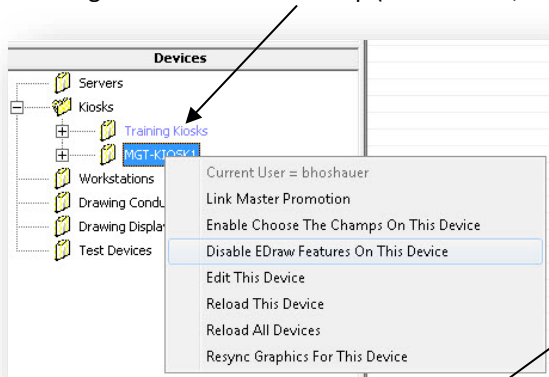 Devices
Servers
Kiosks
Training Kiosks
MGT-KIOSK1
Current User = bhoshauer
Workstations
Link Master Promotion
Drawing Condu
Enable Choose The Champs On This Device
Drawing Displa
Disable EDraw Features On This Device
Test Devices
Edit This Device
Reload This Device
Reload All Devices
Resync Graphics For This Device